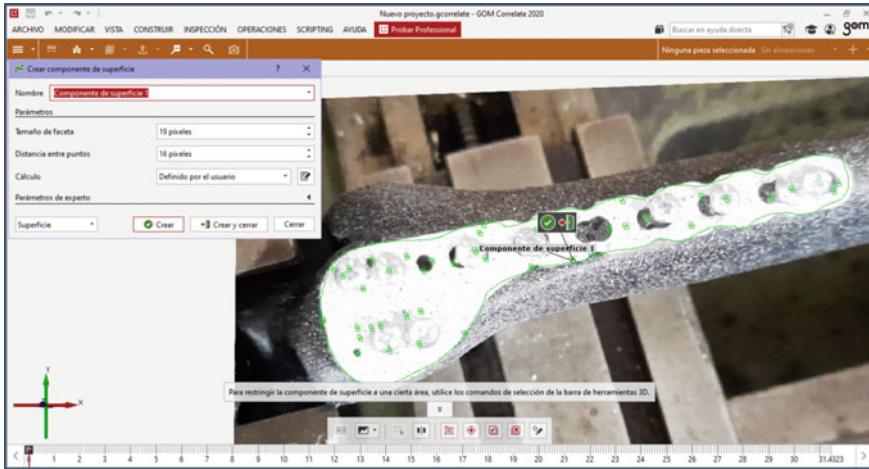 Nuevo proyecto.gcorrelate - GOM Correlate 2020
ARCHIVO MODIFICAR VISTA CONSTRUIR INSPECCIÓN OPERACIONES SCRIPTING AYUDA Probar Professional
Buscar en ayuda directa
gom
Ninguna pieza seleccionada Sin alineaciones
Crear componente de superficie ?
Nombre Componente de superficie 1
Parámetros
Tamaño de faceta 19 píxeles
Distancia entre puntos 16 píxeles
Cálculo Definido por el usuario
Parámetros de experto
Superficie Crear Crear y cerrar Cerrar
Componente de superficie 1
Y
X
Para restringir la componente de superficie a una cierta área, utilice los comandos de selección de la barra de herramientas 3D.
0 1 2 3 4 5 6 7 8 9 10 11 12 13 14 15 16 17 18 19 20 21 22 23 24 25 26 27 28 29 30 31.4323